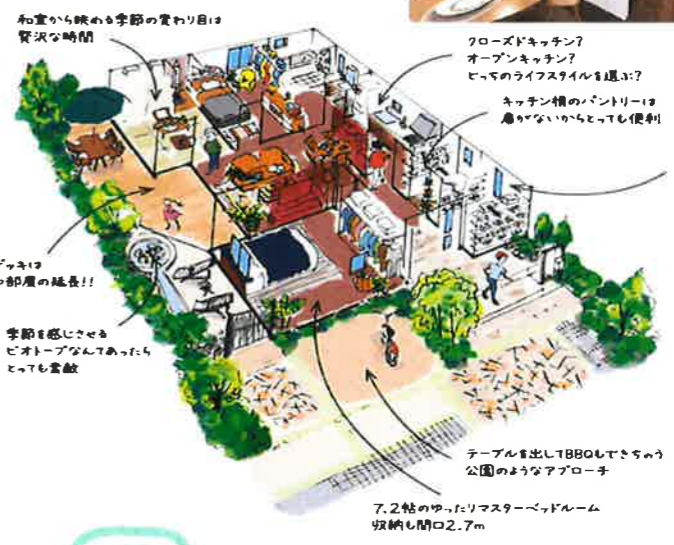 和室から眺める季節の変わり目は
贅沢な時間
クローズドキッチン?
オープンキッチン?
どっちのライフスタイルを選ぶ?
キッチン横のパントリーは
扉がないからとっても便利
デッキは
部屋の延長!!
季節を感じさせる
ビオトープなんてあったら
とっても素敵
テーブルを出してBBQもできちゃう
公園のようなアプローチ
7.2帖のゆったりマスターベッドルーム
収納も間口2.7m